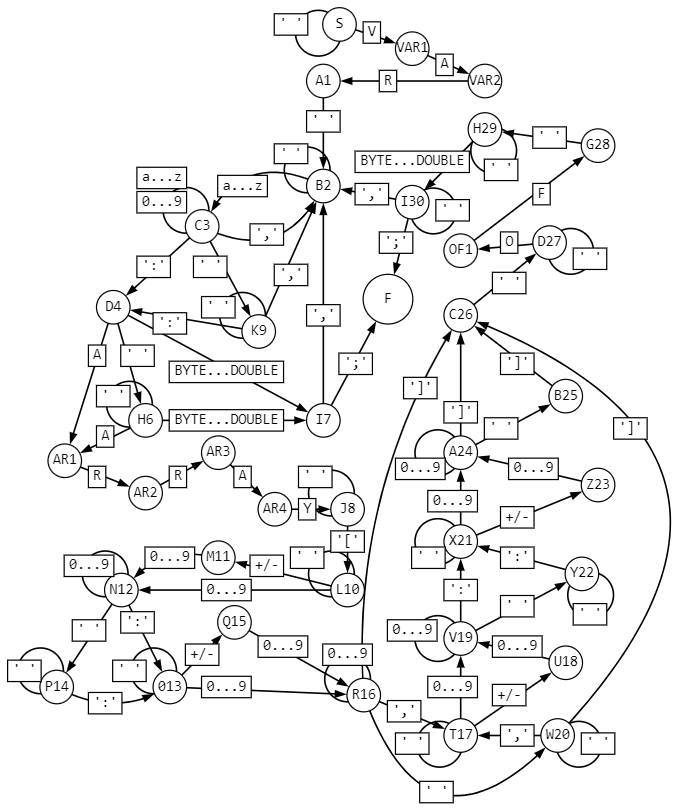 ' ' S V VAR1 A VAR2
A1 R
' '
' ' H29 ' ' G28
BYTE...DOUBLE ' '
a...z a...z B2 ',' I30 ' ' F
0...9
C3 ',' ';' OF1 O D27
':' ' ' ',' ' ' ' '
D4 ' ' ':' K9 ',' F C26
A ' ' BYTE...DOUBLE ';' ']' ']'
' ' ']' B25
H6 BYTE...DOUBLE I7 ']' ' '
A
AR1 R AR2 R AR3 A A24 0...9
0...9 Z23
AR4 Y ' ' J8 0...9 +/-
' ' '[' ' ' X21
0...9 0...9 M11 +/- ':' ':' Y22
N12 0...9 L10 ' ' ' '
' ' ':' Q15 0...9 V19
+/- 0...9 0...9 0...9 U18
' ' ' '
P14 ':' 013 0...9 R16 0...9 +/-
',' T17 ',' W20
' ' ' '
' '